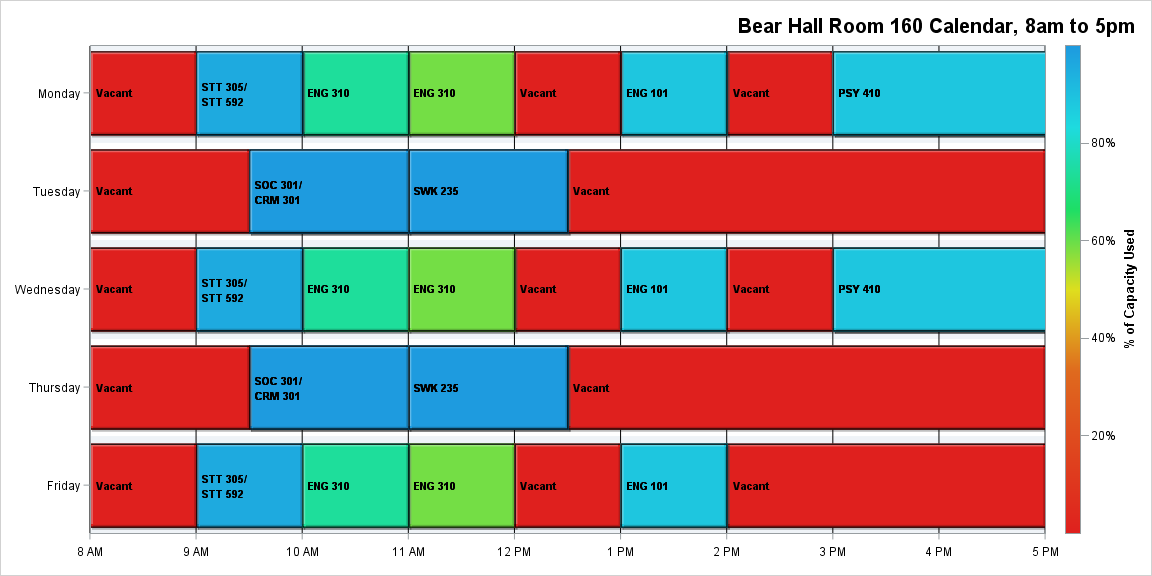 Bear Hall Room 160 Calendar, 8am to 5pm
Monday
Vacant
STT 305/
STT 592
ENG 310
ENG 310
Vacant
ENG 101
Vacant
PSY 410
Tuesday
Vacant
SOC 301/
CRM 301
SWK 235
Vacant
Wednesday
Vacant
STT 305/
STT 592
ENG 310
ENG 310
Vacant
ENG 101
Vacant
PSY 410
Thursday
Vacant
SOC 301/
CRM 301
SWK 235
Vacant
Friday
Vacant
STT 305/
STT 592
ENG 310
ENG 310
Vacant
ENG 101
Vacant
8 AM
9 AM
10 AM
11 AM
12 PM
1 PM
2 PM
3 PM
4 PM
5 PM
80%
60%
40%
20%
% of Capacity Used